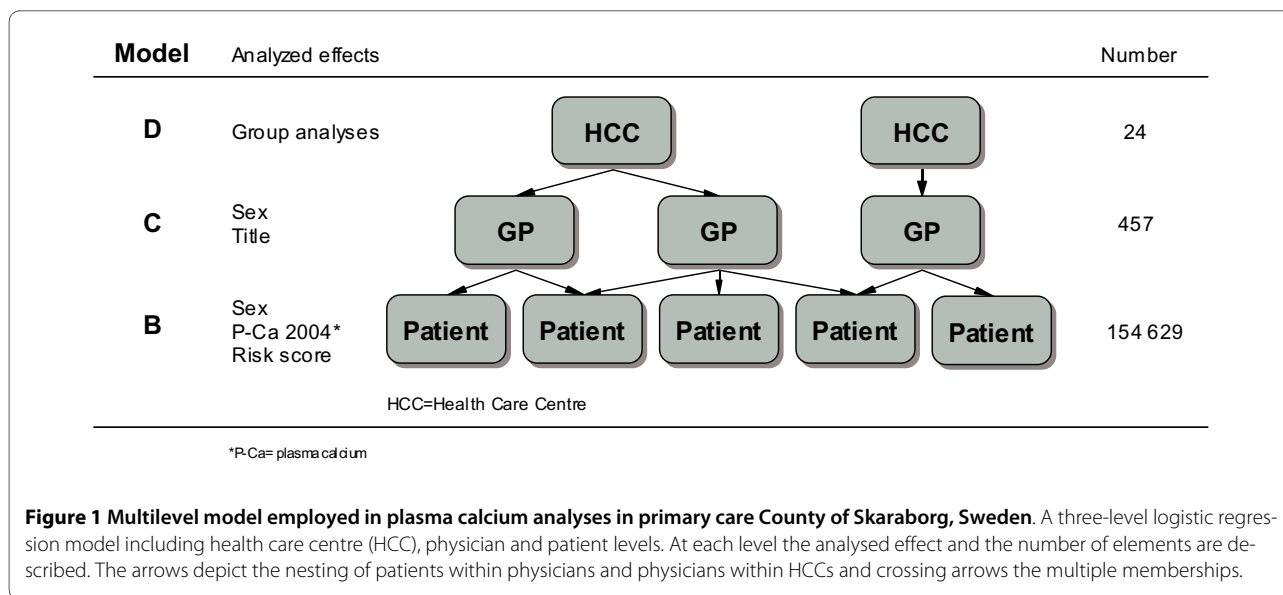 Model Analyzed effects Number
D Group analyses HCC HCC 24
C Sex
Title GP GP GP 457
B Sex
P-Ca 2004*
Risk score Patient Patient Patient Patient Patient 154 629
HCC=Health Care Centre
*P-Ca= plasma calcium
Figure 1 Multilevel model employed in plasma calcium analyses in primary care County of Skaraborg, Sweden. A three-level logistic regres-
sion model including health care centre (HCC), physician and patient levels. At each level the analysed effect and the number of elements are de-
scribed. The arrows depict the nesting of patients within physicians and physicians within HCCs and crossing arrows the multiple memberships.